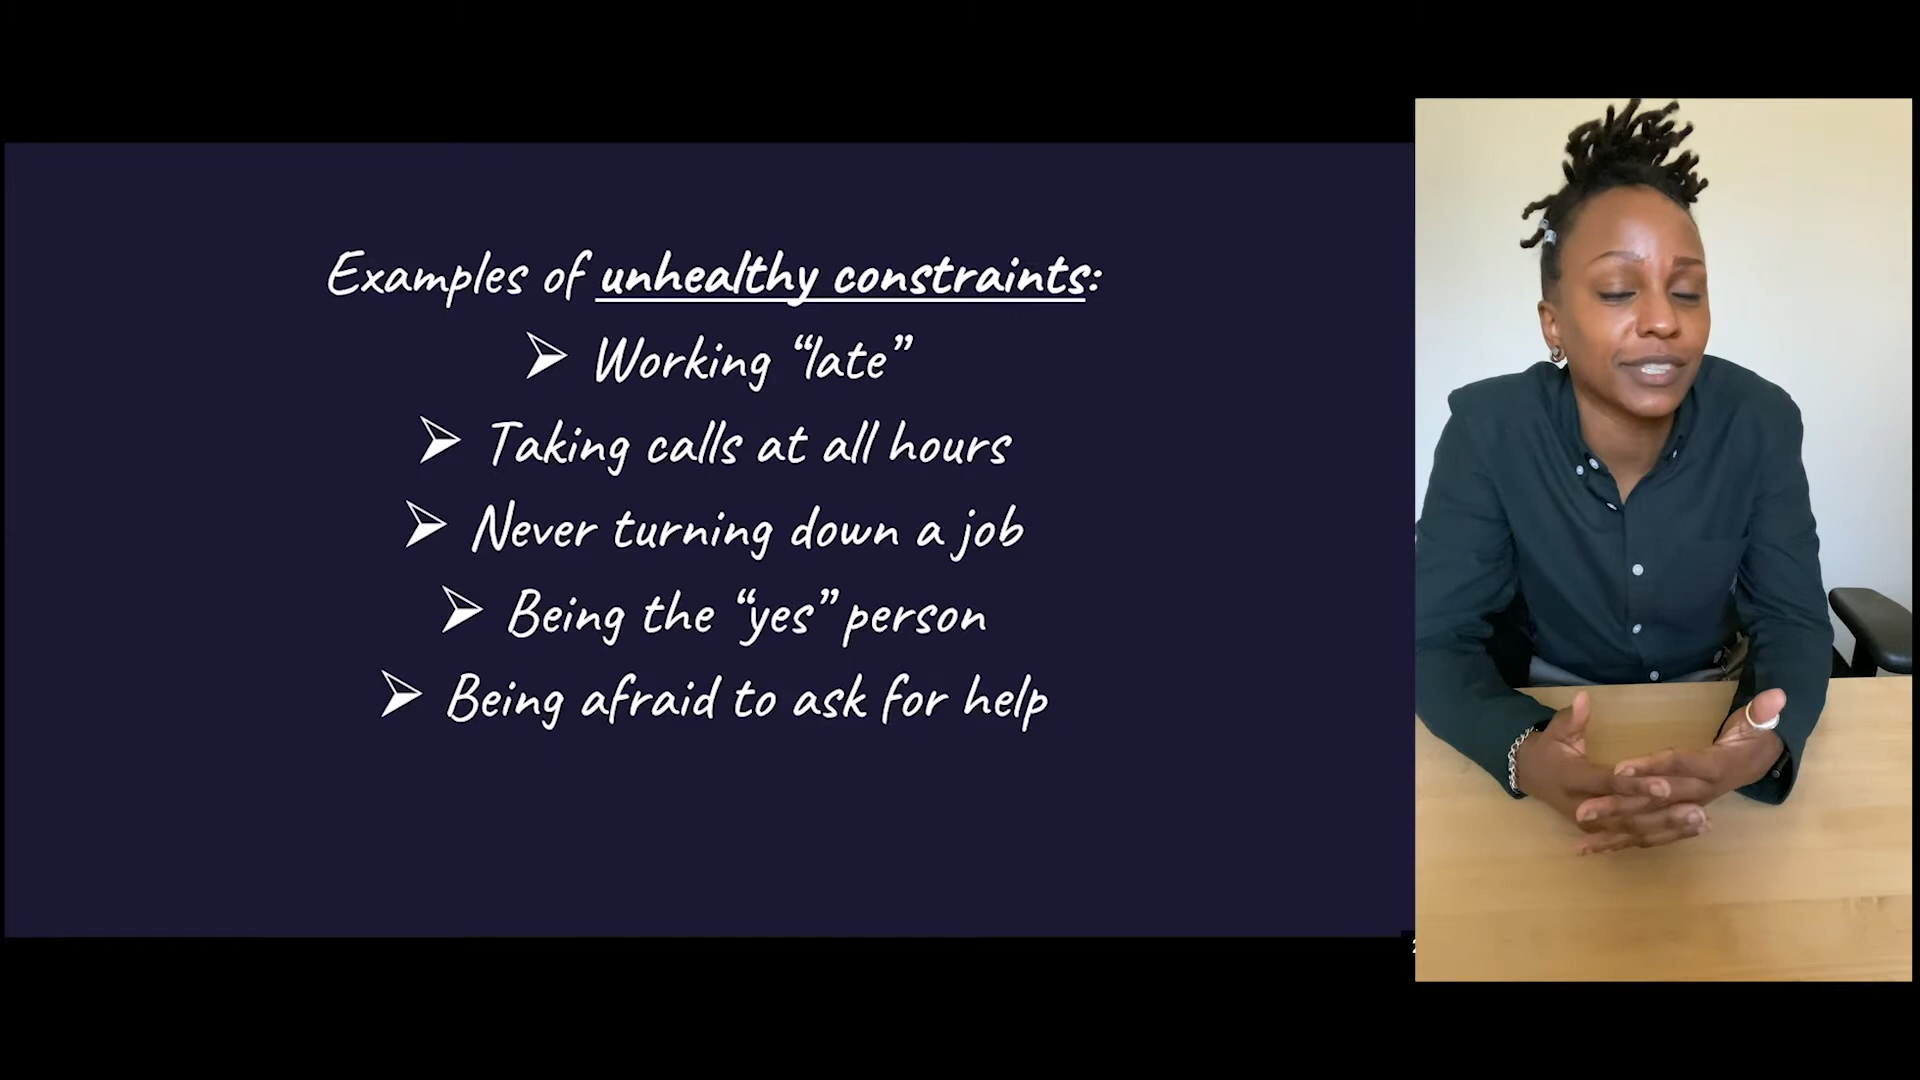 Examples of unhealthy constraints:
➢ Working “late”
➢ Taking calls at all hours
➢ Never turning down a job
➢ Being the “yes” person
➢ Being afraid to ask for help